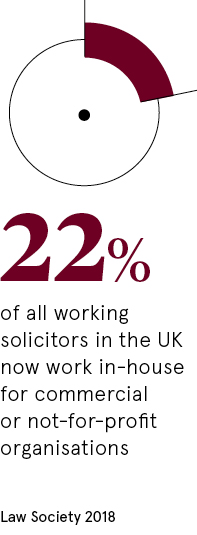 22%
of all working
solicitors in the UK
now work in-house
for commercial
or not-for-profit
organisations
Law Society 2018